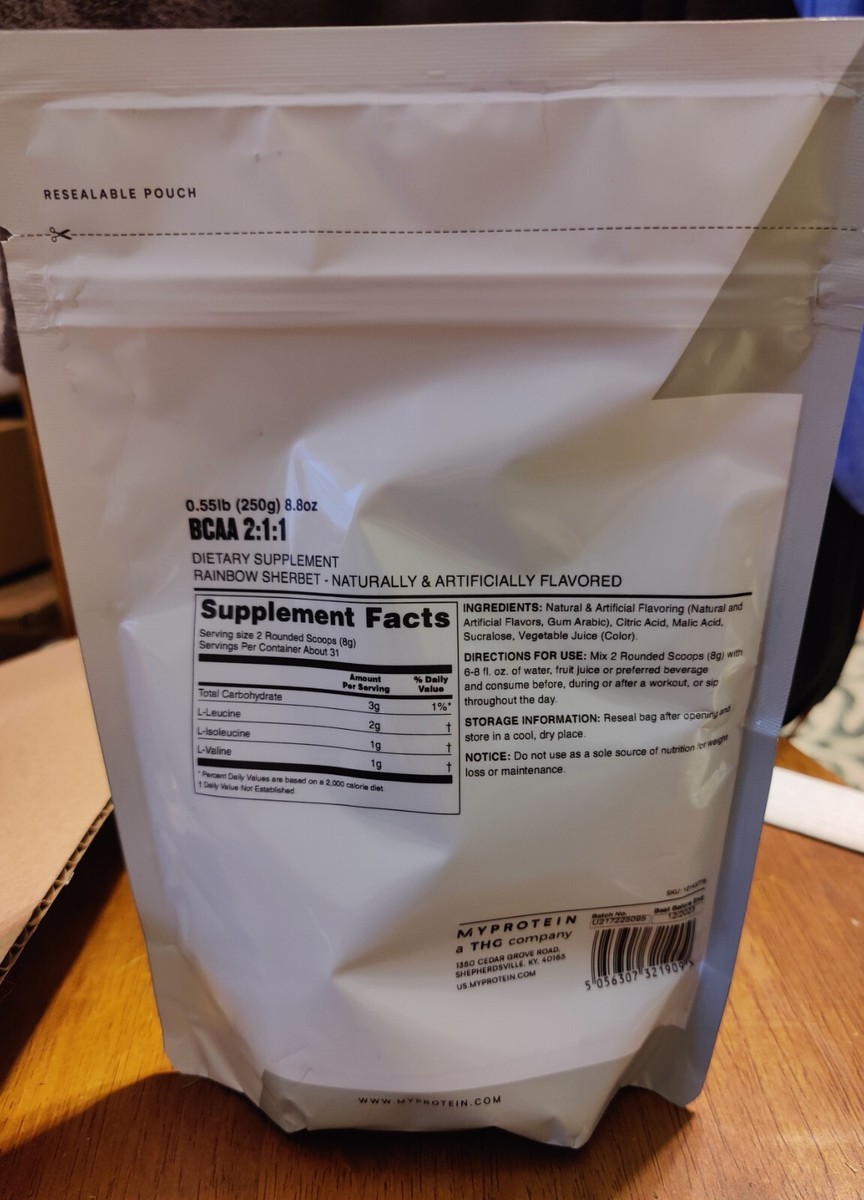 RESEALABLE POUCH
0.55lb (250g) 8.8oz
BCAA 2:1:1
DIETARY SUPPLEMENT
RAINBOW SHERBET - NATURALLY & ARTIFICIALLY FLAVORED
Supplement Facts
Serving size 2 Rounded Scoops (8g)
Servings Per Container About 31
Amount Per Serving % Daily Value
Total Carbohydrate 3g 1%*
L-Leucine 2g †
L-Isoleucine 1g †
L-Valine 1g †
* Percent Daily Values are based on a 2,000 calorie diet
† Daily Value Not Established
INGREDIENTS: Natural & Artificial Flavoring (Natural and
Artificial Flavors, Gum Arabic), Citric Acid, Malic Acid,
Sucralose, Vegetable Juice (Color).
DIRECTIONS FOR USE: Mix 2 Rounded Scoops (8g) with
6-8 fl. oz. of water, fruit juice or preferred beverage
and consume before, during or after a workout, or sip
throughout the day.
STORAGE INFORMATION: Reseal bag after opening and
store in a cool, dry place.
NOTICE: Do not use as a sole source of nutrition for weight
loss or maintenance.
SKU:
Batch No. Best Before End
12/2023
MYPROTEIN
a THG company
1350 CEDAR GROVE ROAD,
SHEPHERDSVILLE, KY, 40165
US.MYPROTEIN.COM
5 056307 321909
WWW.MYPROTEIN.COM